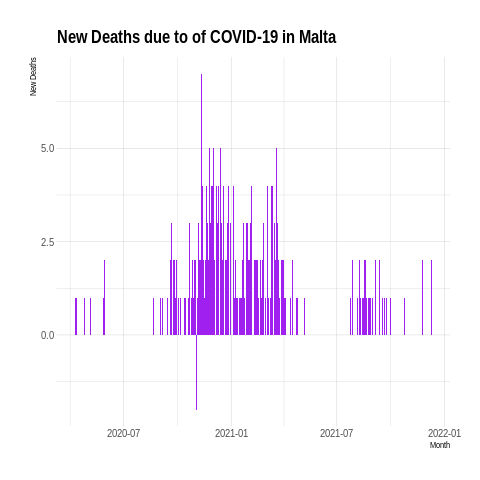 New Deaths due to of COVID-19 in Malta
New Deaths
5.0
2.5
0.0
2020-07
2021-01
2021-07
2022-01
Month